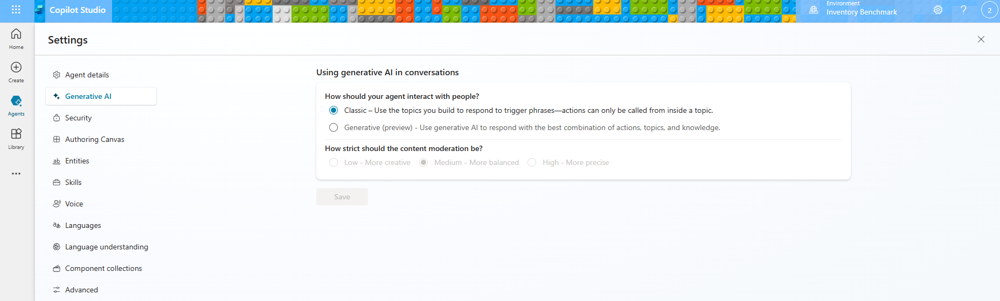 Copilot Studio
Environment
Inventory Benchmark
2
Home
Create
Agents
Library
Settings
Agent details
Generative AI
Security
Authoring Canvas
Entities
Skills
Voice
Languages
Language understanding
Component collections
Advanced
Using generative AI in conversations
How should your agent interact with people?
Classic – Use the topics you build to respond to trigger phrases—actions can only be called from inside a topic.
Generative (preview) - Use generative AI to respond with the best combination of actions, topics, and knowledge.
How strict should the content moderation be?
Low - More creative Medium - More balanced High - More precise
Save